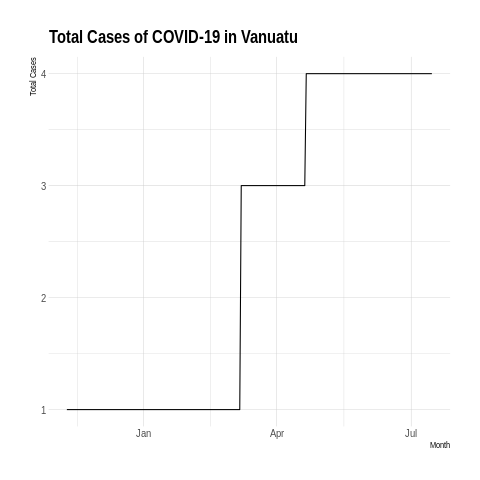 Total Cases of COVID-19 in Vanuatu
Total Cases
4
3
2
1
Jan Apr Jul
Month